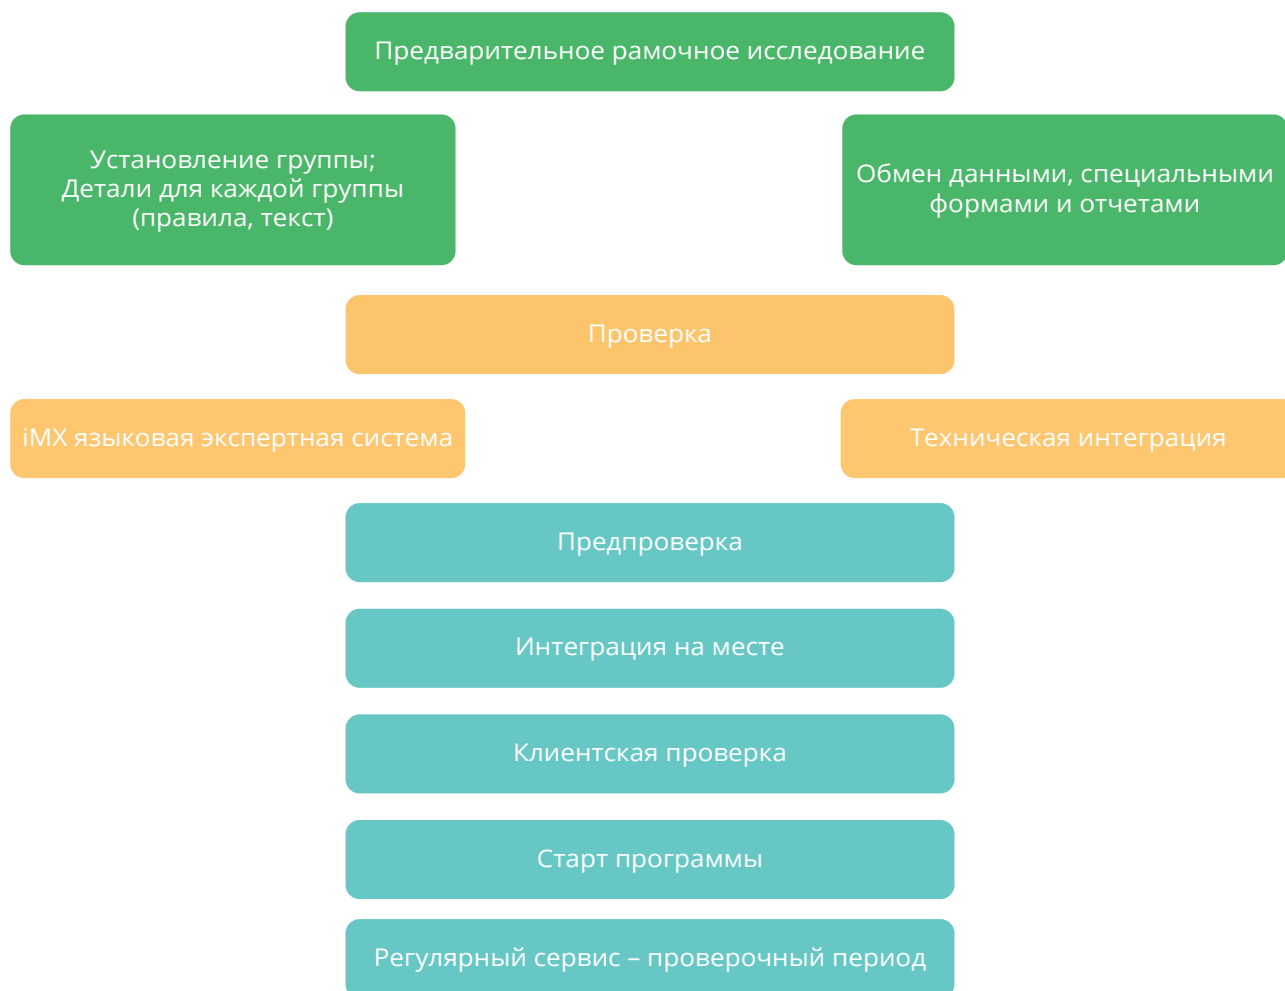 Предварительное рамочное исследование
Установление группы;
Детали для каждой группы
(правила, текст)
Обмен данными, специальными
формами и отчетами
Проверка
iMX языковая экспертная система
Техническая интеграция
Предпроверка
Интеграция на месте
Клиентская проверка
Старт программы
Регулярный сервис – проверочный период